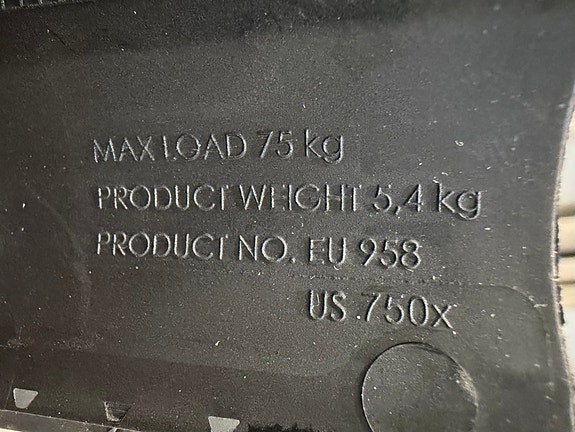 MAX LOAD 75 kg
PRODUCT WEIGHT 5,4 kg
PRODUCT NO. EU 958
US 750x